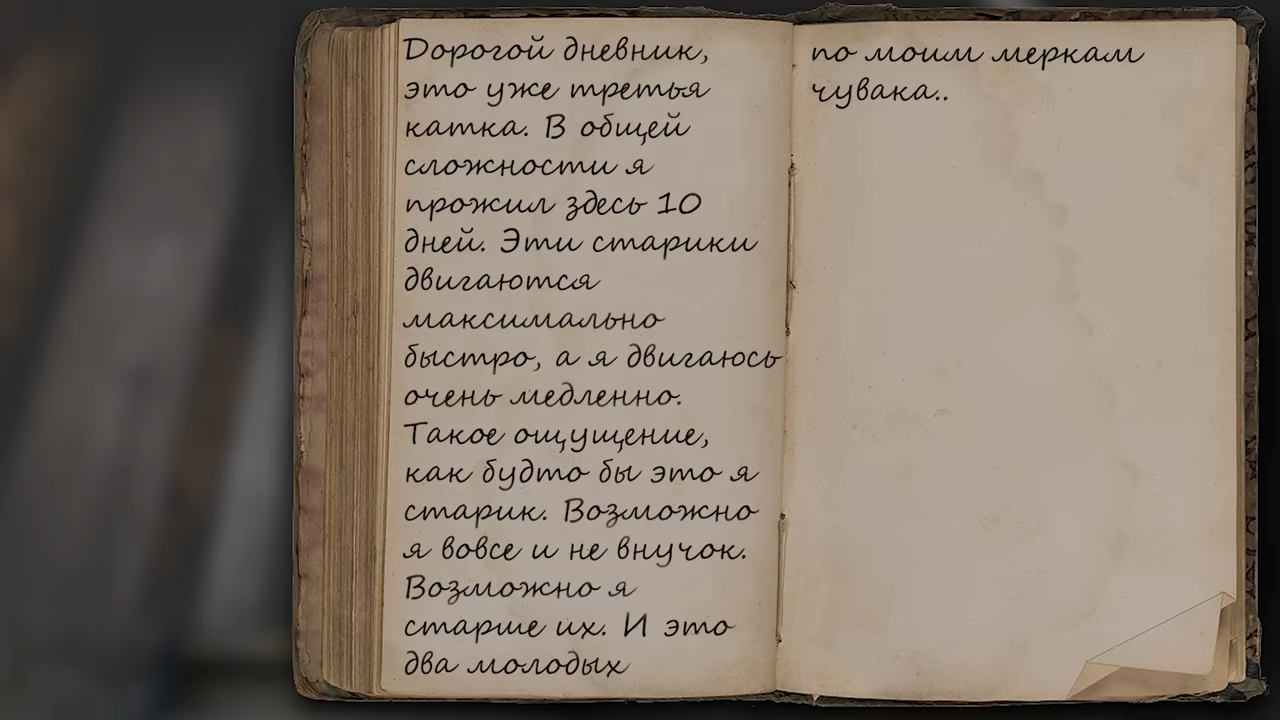 Дорогой дневник,
это уже третья
катка. В общей
сложности я
прожил здесь 10
дней. Эти старики
двигаются
максимально
быстро, а я двигаюсь
очень медленно.
Такое ощущение,
как будто бы это я
старик. Возможно
я вовсе и не внучок.
Возможно я
старше их. И это
два молодых
по моим меркам
чувака..